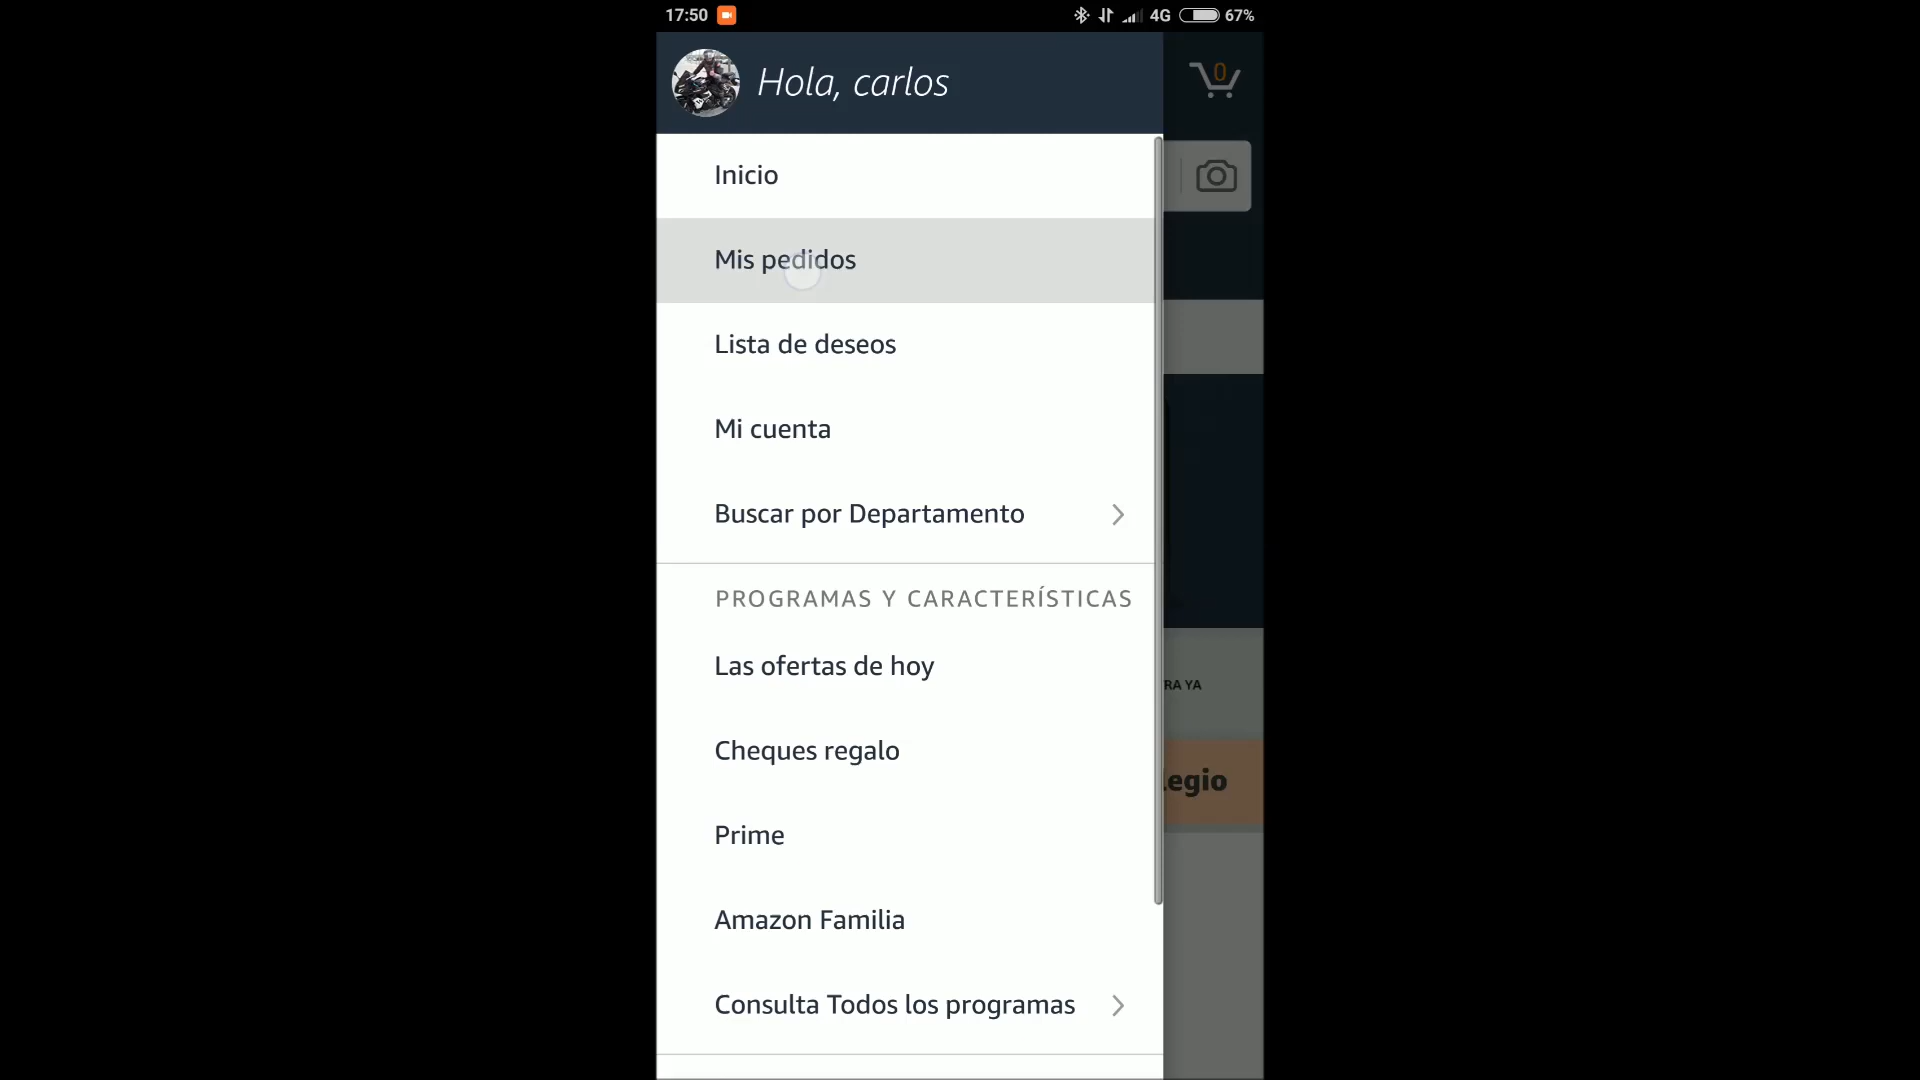 17:50 4G 67%
Hola, carlos
0
Inicio
Mis pedidos
Lista de deseos
Mi cuenta
Buscar por Departamento
PROGRAMAS Y CARACTERÍSTICAS
Las ofertas de hoy
RA YA
Cheques regalo
legio
Prime
Amazon Familia
Consulta Todos los programas